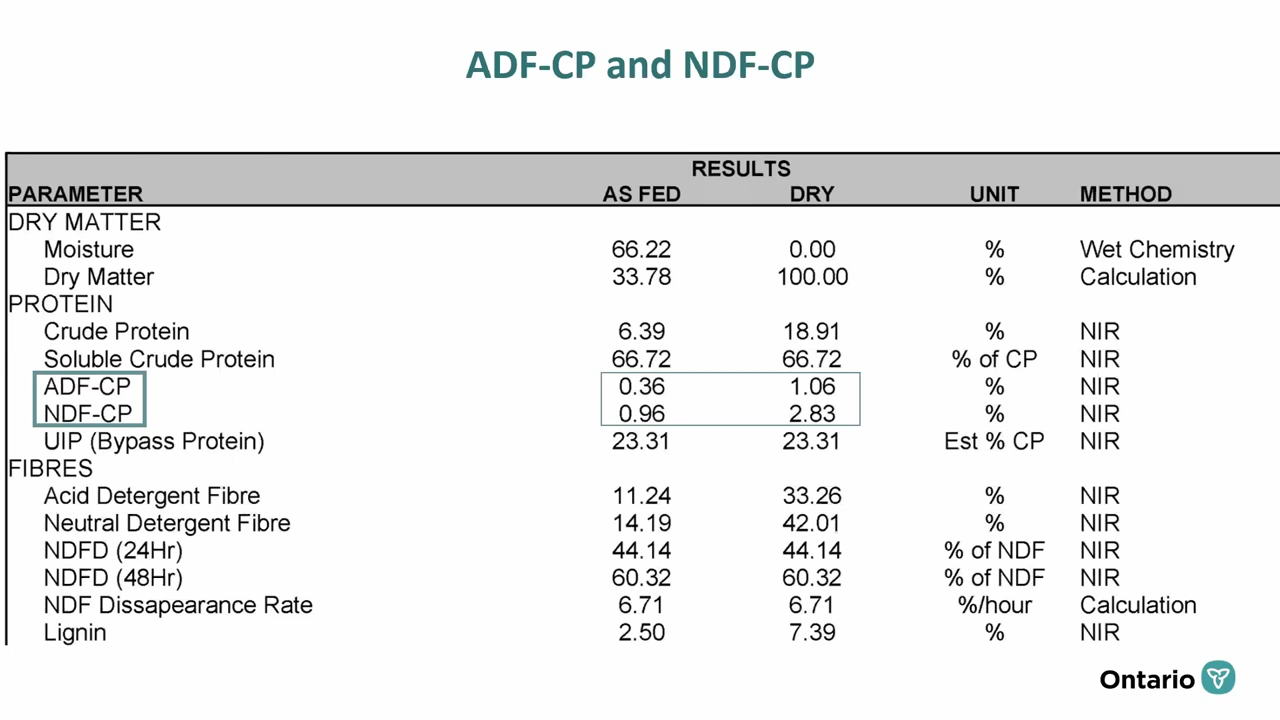 ADF-CP and NDF-CP
RESULTS
PARAMETER AS FED DRY UNIT METHOD
DRY MATTER
Moisture 66.22 0.00 % Wet Chemistry
Dry Matter 33.78 100.00 % Calculation
PROTEIN
Crude Protein 6.39 18.91 % NIR
Soluble Crude Protein 66.72 66.72 % of CP NIR
ADF-CP 0.36 1.06 % NIR
NDF-CP 0.96 2.83 % NIR
UIP (Bypass Protein) 23.31 23.31 Est % CP NIR
FIBRES
Acid Detergent Fibre 11.24 33.26 % NIR
Neutral Detergent Fibre 14.19 42.01 % NIR
NDFD (24Hr) 44.14 44.14 % of NDF NIR
NDFD (48Hr) 60.32 60.32 % of NDF NIR
NDF Dissapearance Rate 6.71 6.71 %/hour Calculation
Lignin 2.50 7.39 % NIR
Ontario